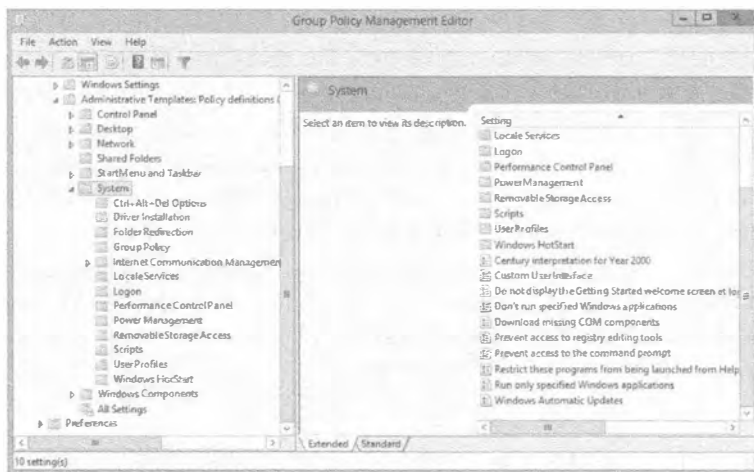 Group Policy Management Editor
File Action View Help
Windows Settings
Administrative Templates: Policy definitions (
Control Panel
Desktop
Network
Shared Folders
StartMenu and Taskbar
System
Ctrl+Alt+Del Options
Driver Installation
Folder Redirection
Group Policy
Internet Communication Managemen
Locale Services
Logon
Performance Control Panel
Power Management
Removable Storage Access
Scripts
User Profiles
Windows HotStart
Windows Components
All Settings
Preferences
System
Select an item to view its description.
Setting
Locale Services
Logon
Performance Control Panel
Power Management
Removable Storage Access
Scripts
User Profiles
Windows HotStart
Century interpretation for Year 2000
Custom User Interface
Do not display the Getting Started welcome screen at log
Don't run specified Windows applications
Download missing COM components
Prevent access to registry editing tools
Prevent access to the command prompt
Restrict these programs from being launched from Help
Run only specified Windows applications
Windows Automatic Updates
Extended Standard
10 setting(s)